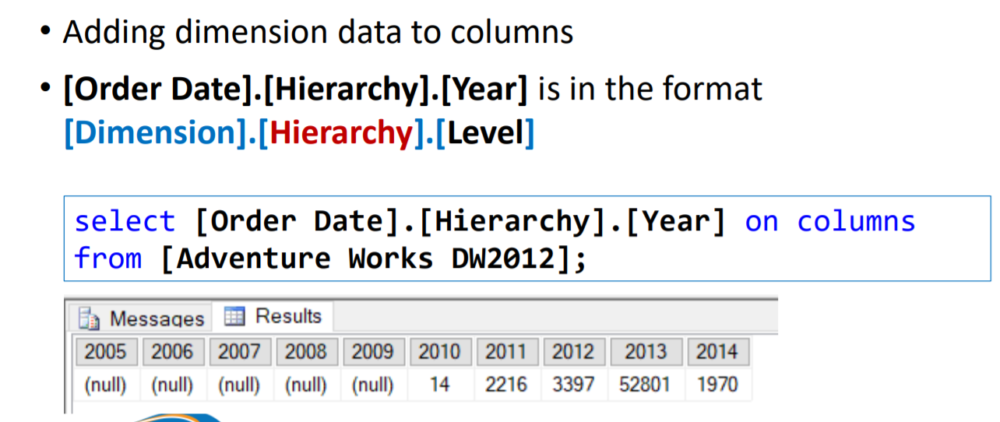 • Adding dimension data to columns
• [Order Date].[Hierarchy].[Year] is in the format
[Dimension].[Hierarchy].[Level]
select [Order Date].[Hierarchy].[Year] on columns
from [Adventure Works DW2012];
Messages Results
2005 2006 2007 2008 2009 2010 2011 2012 2013 2014
(null) (null) (null) (null) (null) 14 2216 3397 52801 1970